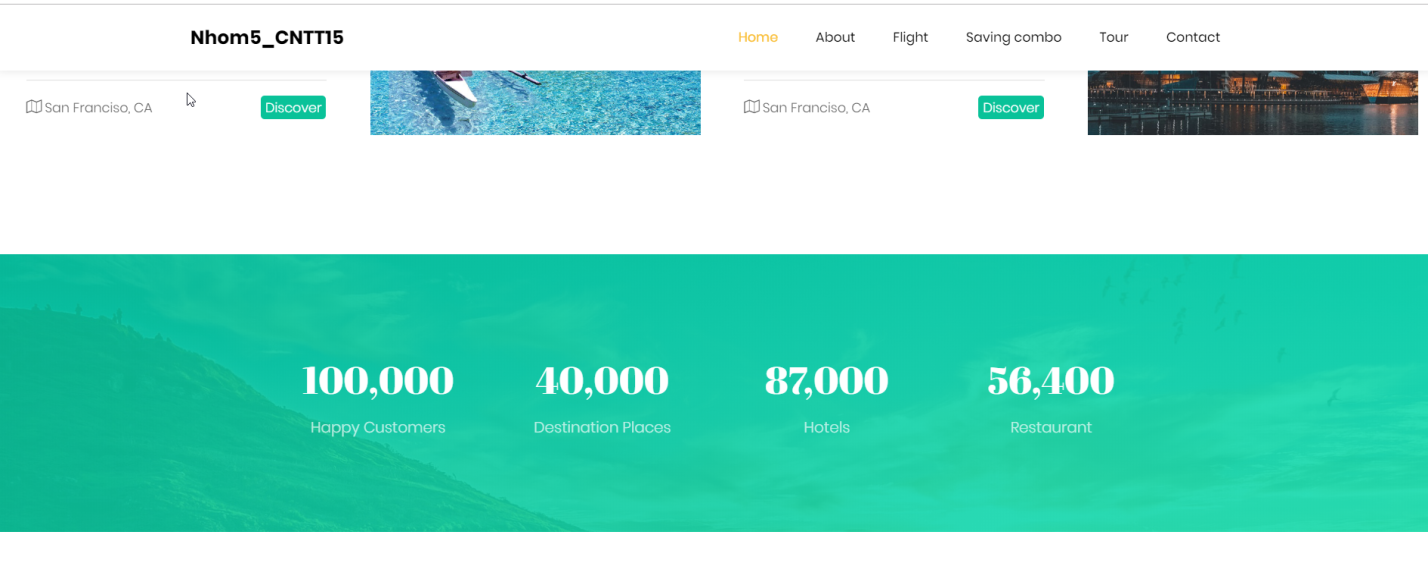 Nhom5_CNTT15
Home About Flight Saving combo Tour Contact
San Franciso, CA Discover San Franciso, CA Discover
100,000 40,000 87,000 56,400
Happy Customers Destination Places Hotels Restaurant